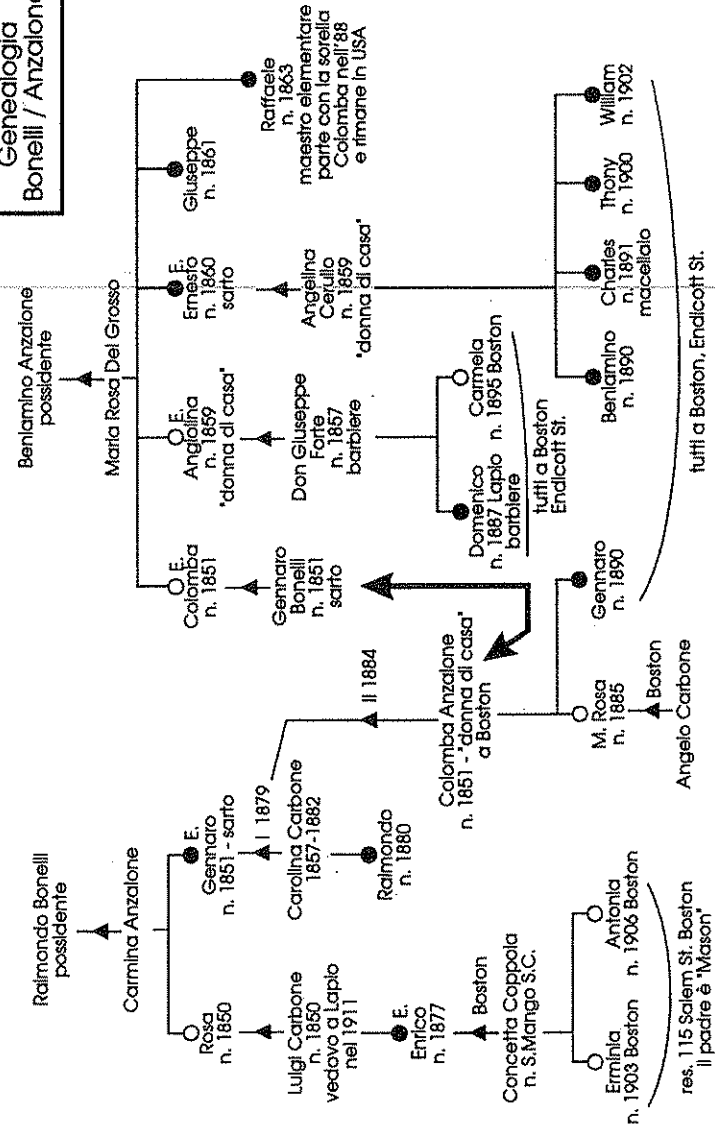 Genealogia
Bonelli / Anzalone
Raimondo Bonelli
possidente
Carmina Anzalone
Rosa
n. 1850
Luigi Carbone
n. 1850
vedovo a Lapio
nel 1911
E.
Enrico
n. 1877
Boston
Concetta Coppola
n. S.Mango S.C.
Erminia
n. 1903 Boston
Antonia
n. 1906 Boston
res. 115 Salem St. Boston
il padre è "Mason"
E.
Gennaro
n. 1851 - sarto
I 1879
Carolina Carbone
1857-1882
Raimondo
n. 1880
II 1884
Colomba Anzalone
n. 1851 - "donna di casa"
a Boston
M. Rosa
n. 1885
Boston
Angelo Carbone
Gennaro
n. 1890
Beniamino Anzalone
possidente
Maria Rosa Del Grosso
E.
Colomba
n. 1851
Gennaro
Bonelli
n. 1851
sarto
E.
Angiolina
n. 1859
"donna di casa"
Don Giuseppe
Forte
n. 1857
barbiere
Domenico
n. 1887 Lapio
barbiere
Carmela
n. 1895 Boston
tutti a Boston
Endicott St.
E.
Ernesto
n. 1860
sarto
Angelina
Cerullo
n. 1859
"donna di casa"
Beniamino
n. 1890
Charles
n. 1891
macellaio
Thony
n. 1900
William
n. 1902
tutti a Boston, Endicott St.
Giuseppe
n. 1861
Raffaele
n. 1863
maestro elementare
parte con la sorella
Colomba nell'88
e rimane in USA